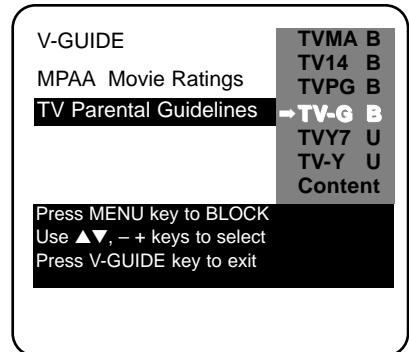 V-GUIDE
MPAA Movie Ratings
TV Parental Guidelines
TVMA B
TV14 B
TVPG B
➡TV-G B
TVY7 U
TV-Y U
Content
Press MENU key to BLOCK
Use ▲▼, – + keys to select
Press V-GUIDE key to exit